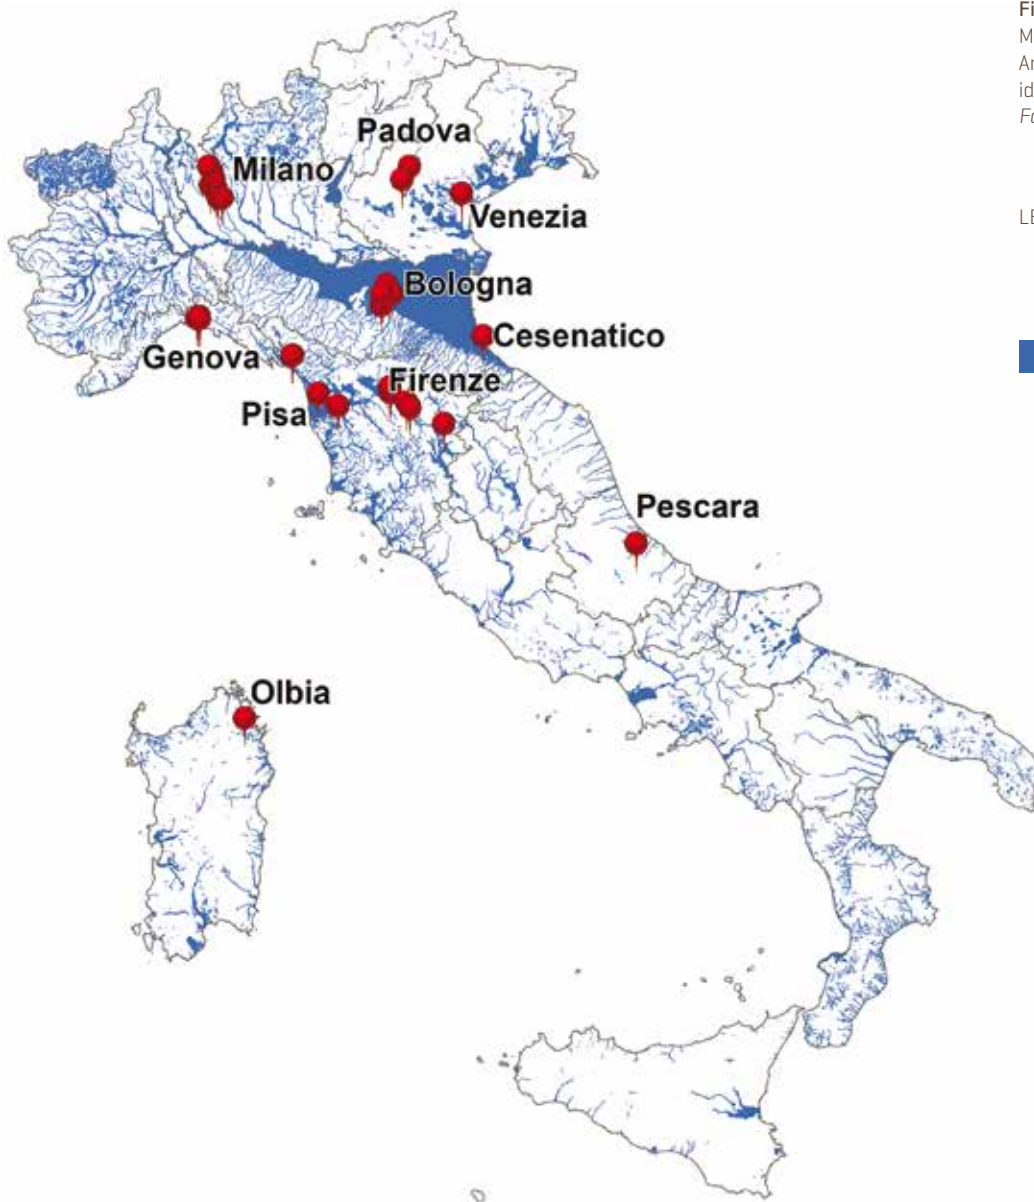 Padova
Milano
Venezia
Bologna
Cesenatico
Genova
Firenze
Pisa
Pescara
Olbia